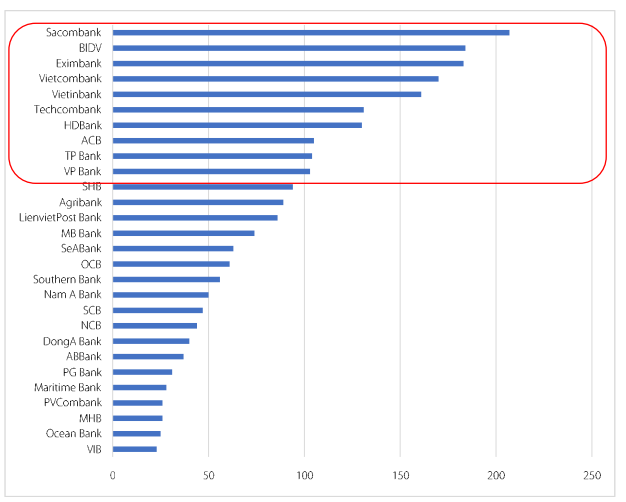 Sacombank
BIDV
Eximbank
Vietcombank
Vietinbank
Techcombank
HDBank
ACB
TP Bank
VP Bank
SHB
Agribank
LienvietPost Bank
MB Bank
SeABank
OCB
Southern Bank
Nam A Bank
SCB
NCB
DongA Bank
ABBank
PG Bank
Maritime Bank
PVCombank
MHB
Ocean Bank
VIB
0 50 100 150 200 250